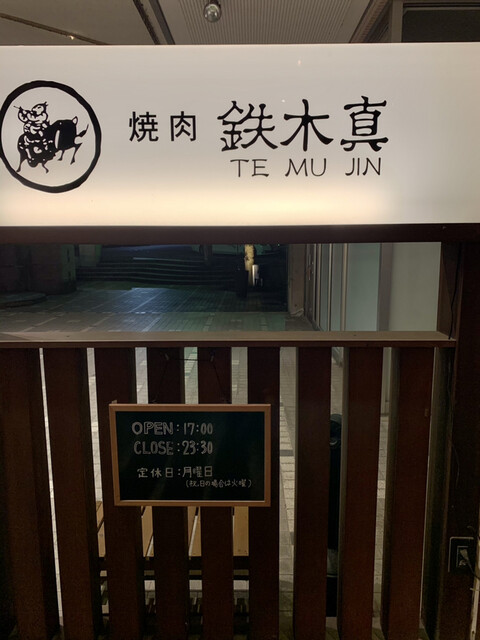 焼肉 鉄木真
TE MU JIN
OPEN:17:00
CLOSE:23:30
定休日:月曜日
(祝日の場合は火曜)